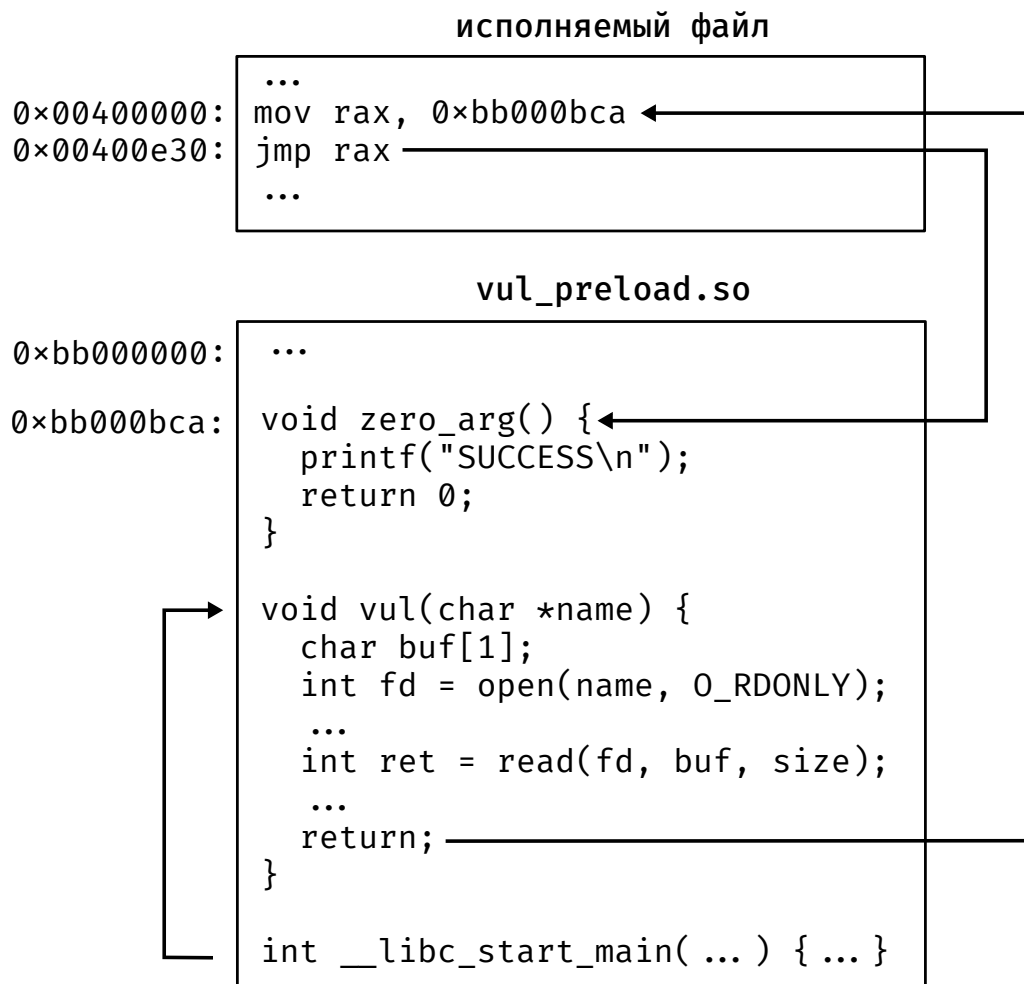 исполняемый файл
...
0×00400000: mov rax, 0×bb000bca
0×00400e30: jmp rax
...
vul_preload.so
0×bb000000: ...
0×bb000bca: void zero_arg() {
printf("SUCCESS\n");
return 0;
}
void vul(char *name) {
char buf[1];
int fd = open(name, O_RDONLY);
...
int ret = read(fd, buf, size);
...
return;
}
int __libc_start_main( ... ) { ... }